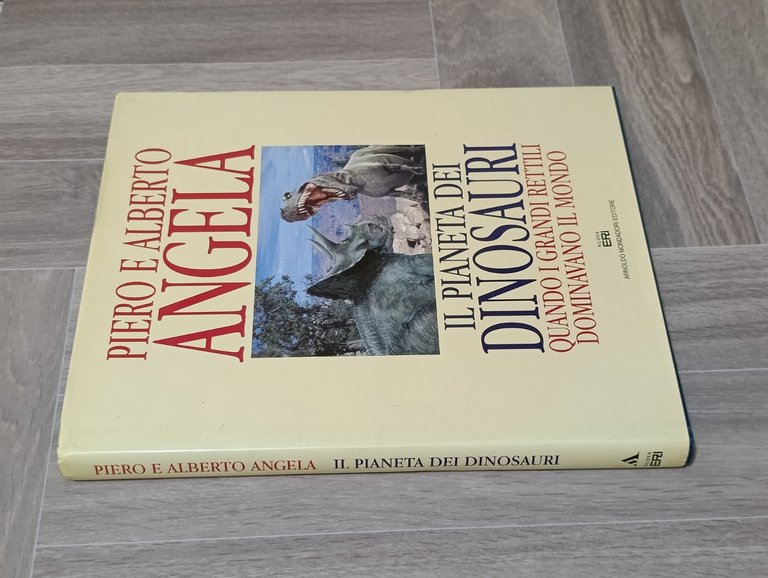 PIERO E ALBERTO
ANGELA
IL PIANETA DEI
DINOSAURI
QUANDO I GRANDI RETTILI
DOMINAVANO IL MONDO
NUOVA
ERI
ARNOLDO MONDADORI EDITORE
PIERO E ALBERTO ANGELA IL PIANETA DEI DINOSAURI
NUOVA
ERI